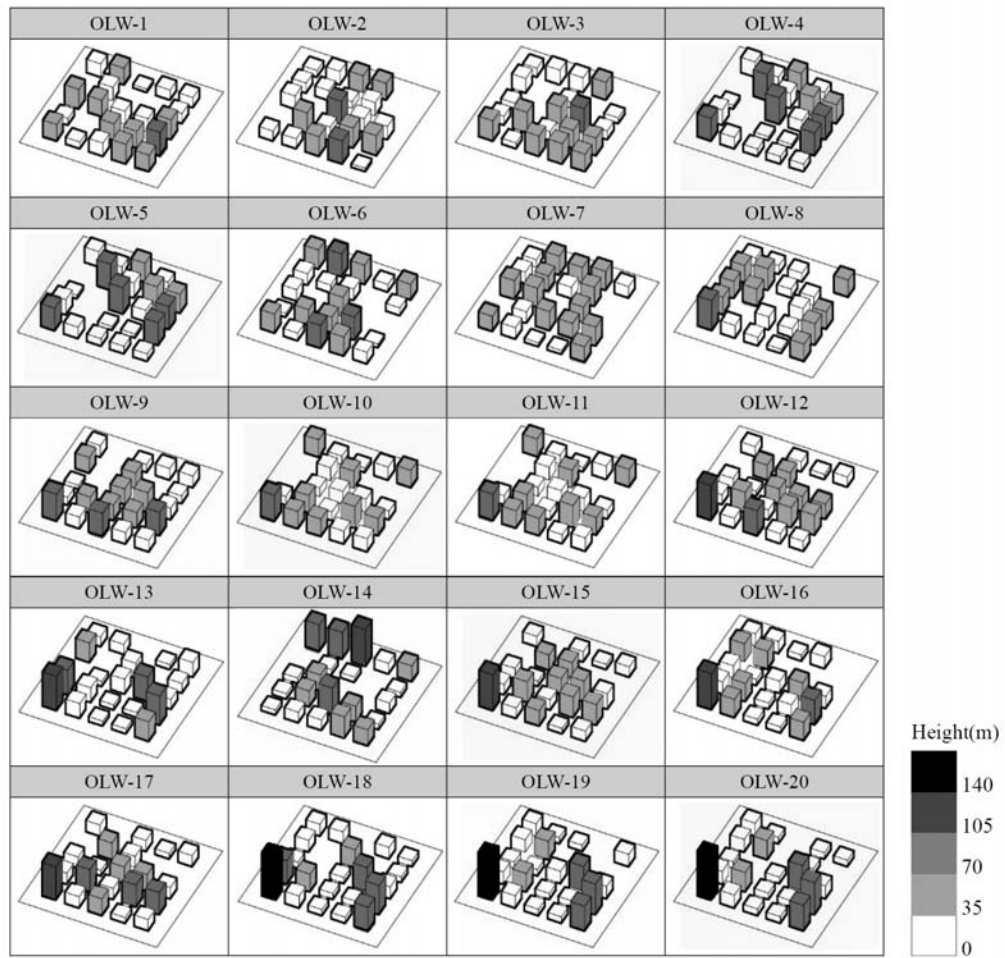 OLW-1 OLW-2 OLW-3 OLW-4
OLW-5 OLW-6 OLW-7 OLW-8
OLW-9 OLW-10 OLW-11 OLW-12
OLW-13 OLW-14 OLW-15 OLW-16
OLW-17 OLW-18 OLW-19 OLW-20
Height(m)
140
105
70
35
0